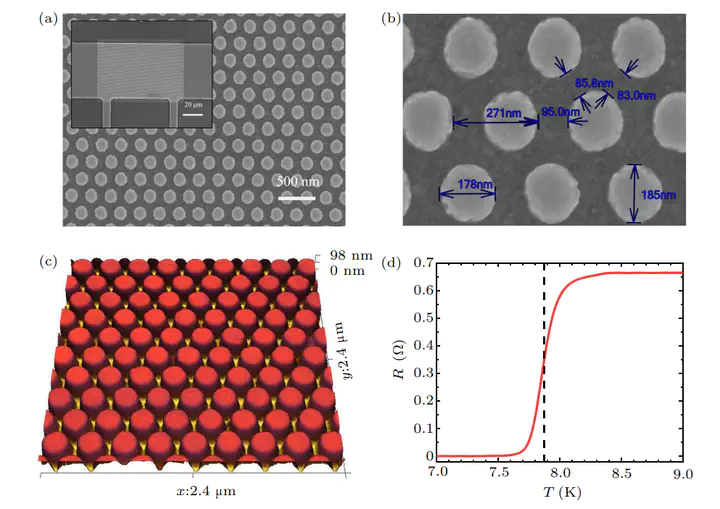 (a)
20 μm
500 nm
(b)
85.8nm
83.0nm
271nm
95.0nm
178nm
185nm
(c)
98 nm
0 nm
y:2.4 μm
x:2.4 μm
(d)
0.7
0.6
0.5
0.4
0.3
0.2
0.1
0
R (Ω)
7.0 7.5 8.0 8.5 9.0
T (K)